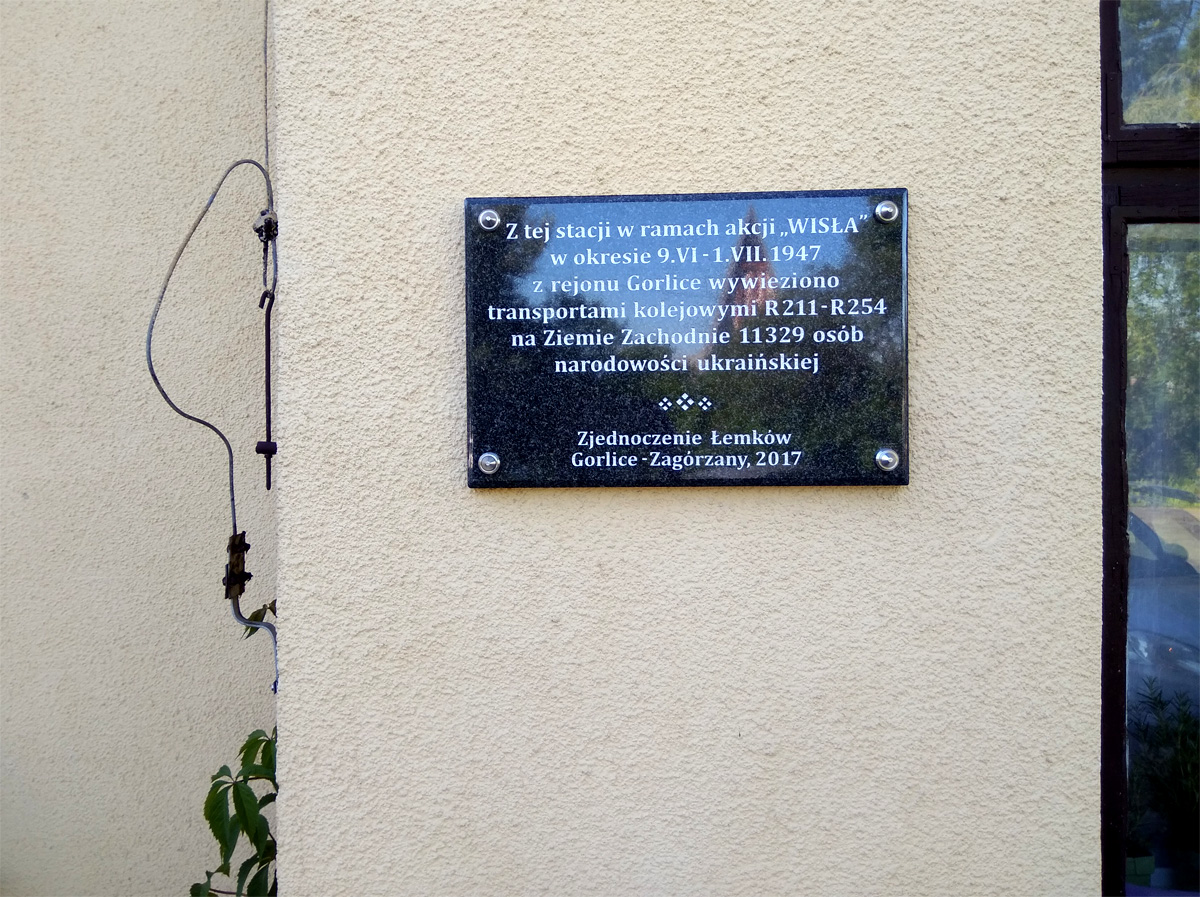 Z tej stacji w ramach akcji „WISŁA”
w okresie 9.VI - 1.VII. 1947
z rejonu Gorlice wywieziono
transportami kolejowymi R211-R254
na Ziemie Zachodnie 11329 osób
narodowości ukraińskiej
Zjednoczenie Łemków
Gorlice - Zagórzany, 2017